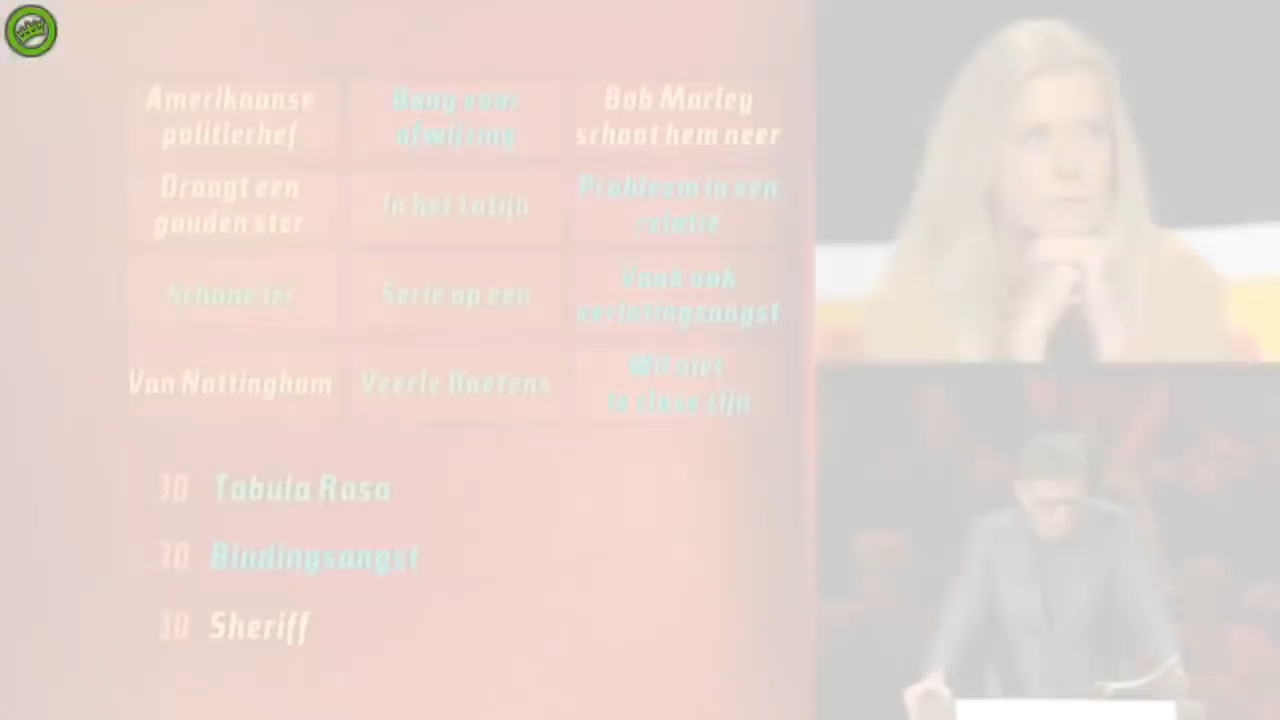 Amerikaanse
politiechef
Bang voor
afwijzing
Bob Marley
schoot hem neer
Draagt een
gouden ster
In het Latijn
Probleem in een
relatie
Schone lei
Serie op een
Vaak ook
verlatingsangst
Van Nottingham
Veerle Baetens
Wil niet
te close zijn
30 Tabula Rasa
30 Bindingsangst
30 Sheriff